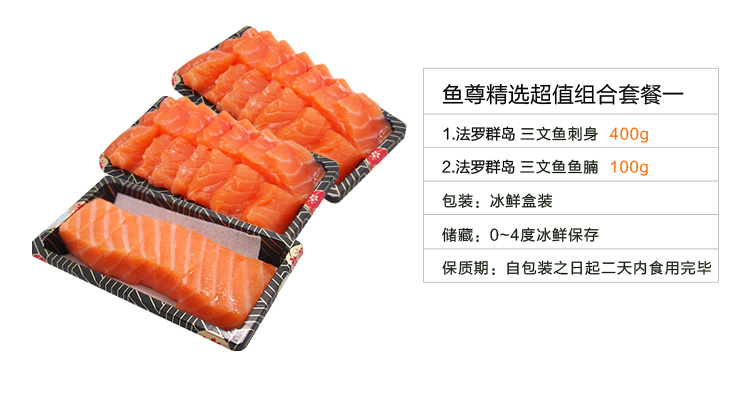 鱼尊精选超值组合套餐一
1.法罗群岛 三文鱼刺身 400g
2.法罗群岛 三文鱼鱼腩 100g
包装：冰鲜盒装
储藏：0~4度冰鲜保存
保质期：自包装之日起二天内食用完毕